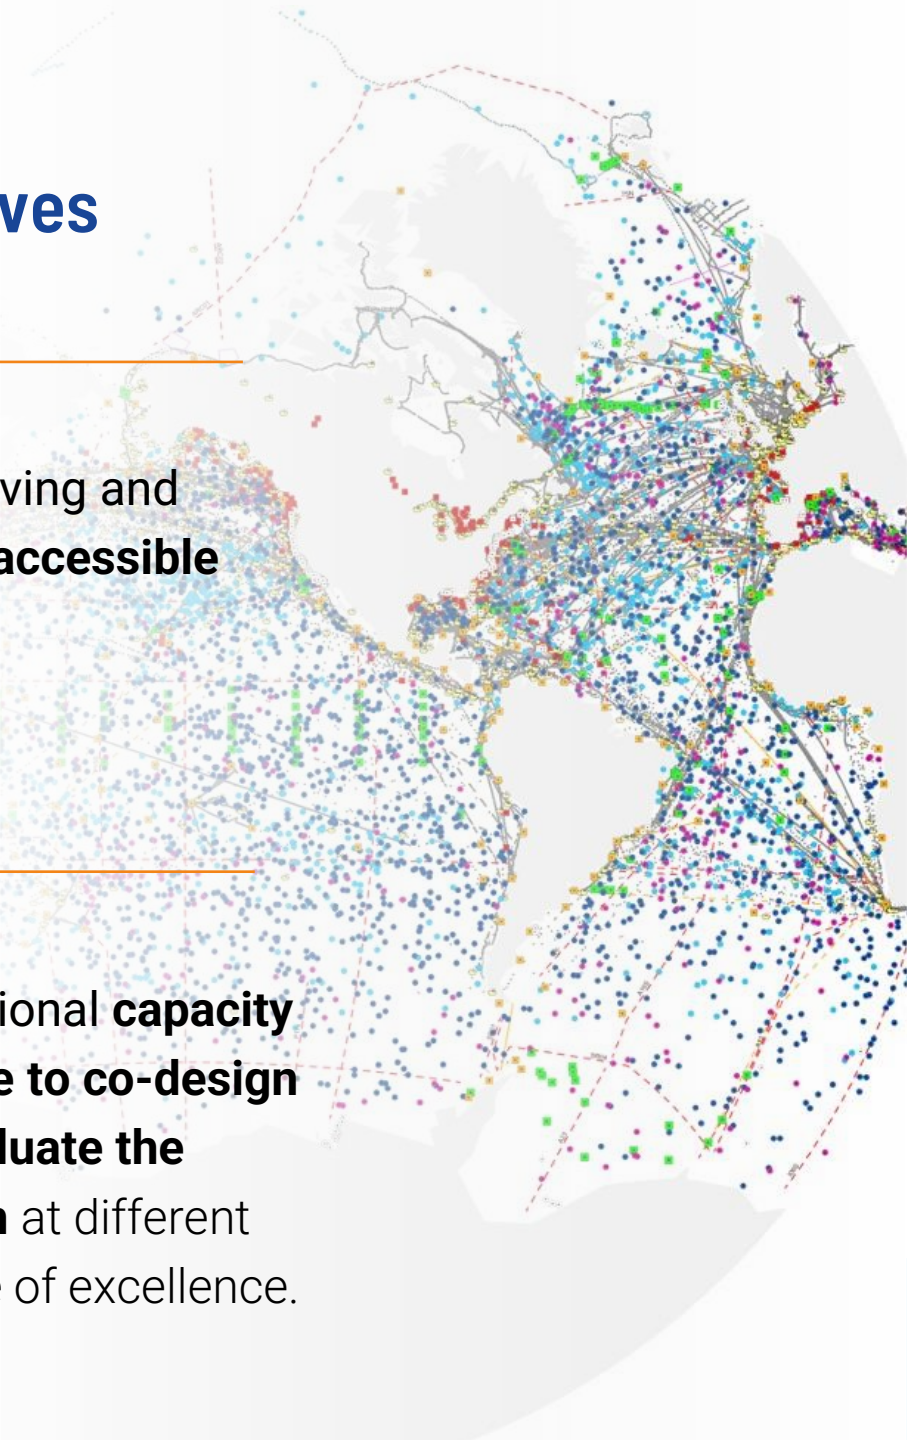 ves
ving and
accessible
ional capacity
e to co-design
luate the
n at different
e of excellence.